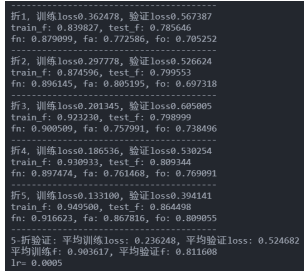 折1, 训练loss0.362478, 验证loss0.567387
train_f: 0.839827, test_f: 0.785646
fn: 0.879099, fa: 0.772586, fo: 0.705252
----------------------------------------
折2, 训练loss0.297778, 验证loss0.526624
train_f: 0.874596, test_f: 0.799553
fn: 0.896145, fa: 0.805195, fo: 0.697318
----------------------------------------
折3, 训练loss0.201345, 验证loss0.605005
train_f: 0.923230, test_f: 0.798999
fn: 0.900509, fa: 0.757991, fo: 0.738496
----------------------------------------
折4, 训练loss0.186536, 验证loss0.530254
train_f: 0.930933, test_f: 0.809344
fn: 0.897474, fa: 0.761468, fo: 0.769091
----------------------------------------
折5, 训练loss0.133100, 验证loss0.394141
train_f: 0.949500, test_f: 0.864498
fn: 0.916623, fa: 0.867816, fo: 0.809055
----------------------------------------
5-折验证: 平均训练loss: 0.236248, 平均验证loss: 0.524682
平均训练f: 0.903617, 平均验证f: 0.811608
lr= 0.0005